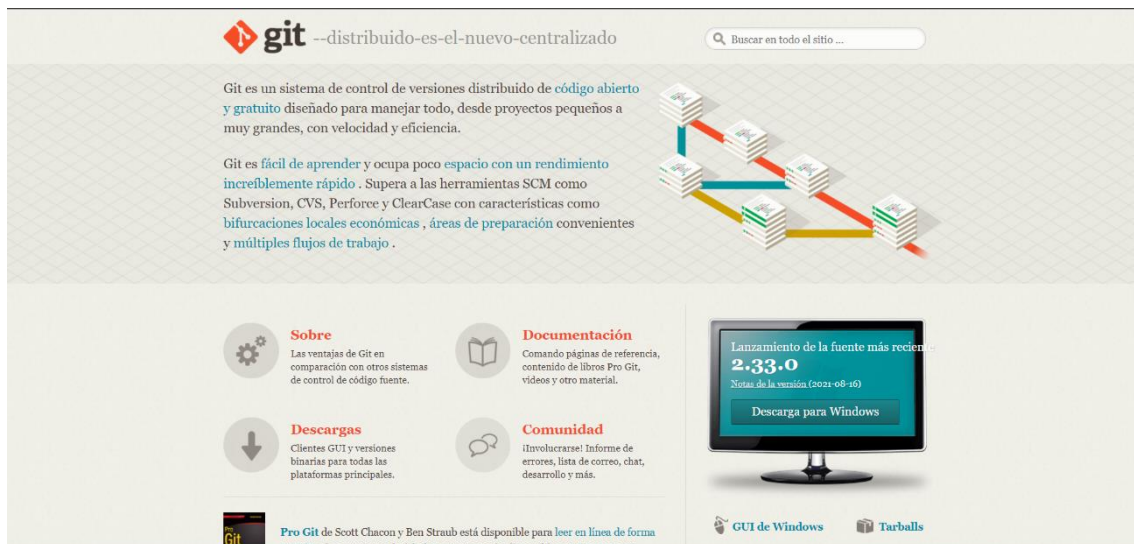 git --distribuido-es-el-nuevo-centralizado
Buscar en todo el sitio ...
Git es un sistema de control de versiones distribuido de código abierto
y gratuito diseñado para manejar todo, desde proyectos pequeños a
muy grandes, con velocidad y eficiencia.
Git es fácil de aprender y ocupa poco espacio con un rendimiento
increíblemente rápido . Supera a las herramientas SCM como
Subversion, CVS, Perforce y ClearCase con características como
bifurcaciones locales económicas , áreas de preparación convenientes
y múltiples flujos de trabajo .
Sobre
Las ventajas de Git en
comparación con otros sistemas
de control de código fuente.
Documentación
Comando páginas de referencia,
contenido de libros Pro Git,
videos y otro material.
Descargas
Clientes GUI y versiones
binarias para todas las
plataformas principales.
Comunidad
¡Involucrarse! Informe de
errores, lista de correo, chat,
desarrollo y más.
Lanzamiento de la fuente más reciente
2.33.0
Notas de la versión (2021-08-16)
Descarga para Windows
GUI de Windows
Tarballs
Pro
Git
Pro Git de Scott Chacon y Ben Straub está disponible para leer en línea de forma